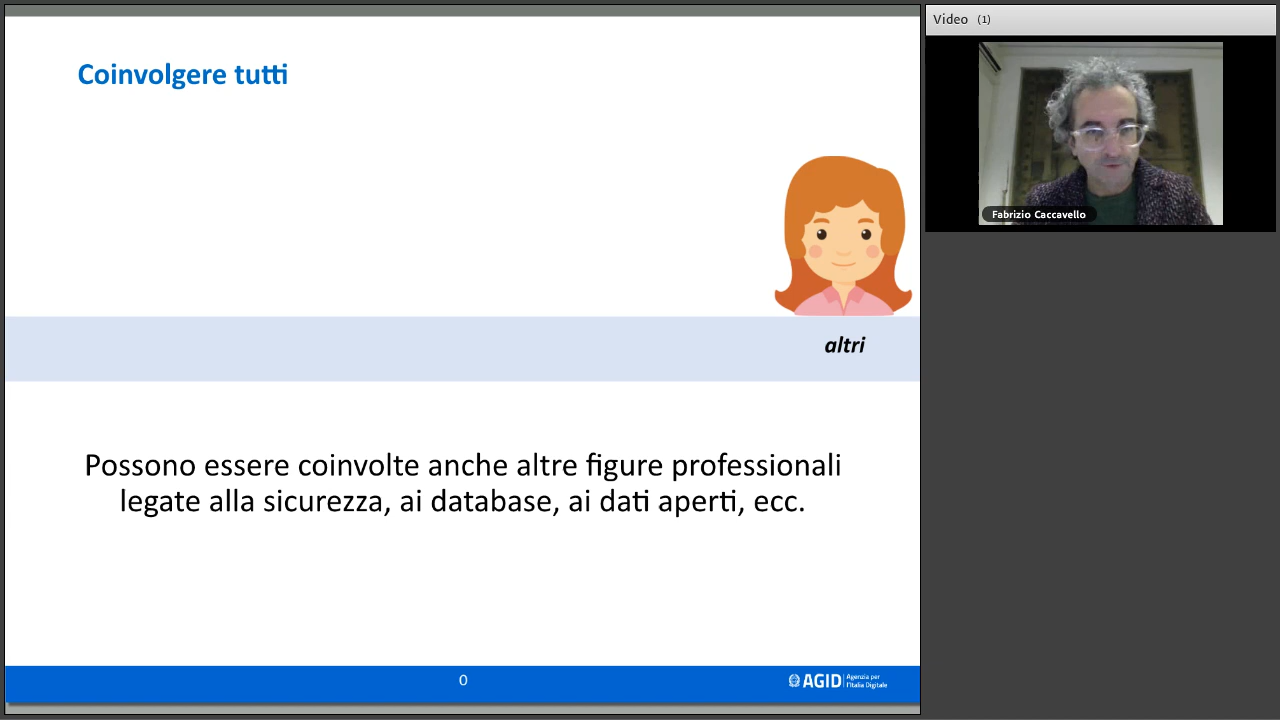 Coinvolgere tutti
altri
Possono essere coinvolte anche altre figure professionali
legate alla sicurezza, ai database, ai dati aperti, ecc.
0
AGID
Agenzia per
l'Italia Digitale
Video (1)
Fabrizio Caccavello